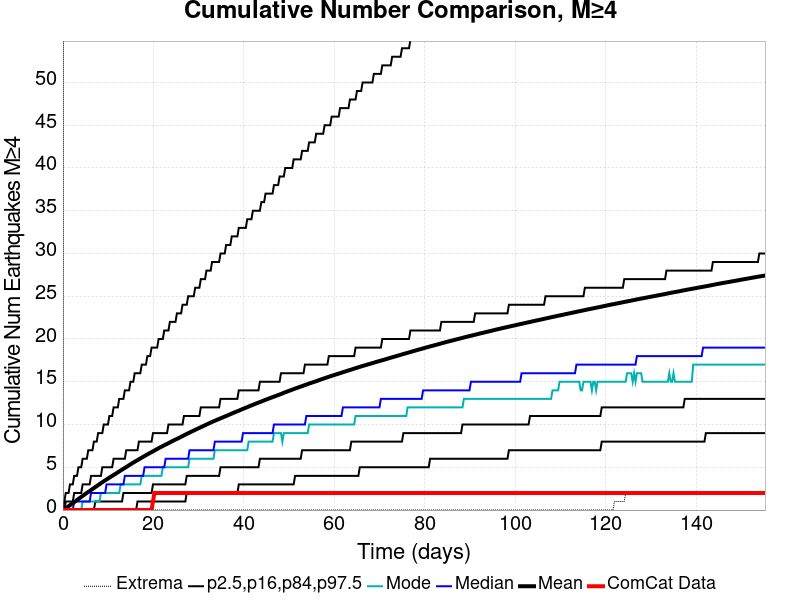 Cumulative Number Comparison, M≥4
Cumulative Num Earthquakes M≥4
50
45
40
35
30
25
20
15
10
5
0
0 20 40 60 80 100 120 140
Time (days)
Extrema p2.5,p16,p84,p97.5 Mode Median Mean ComCat Data